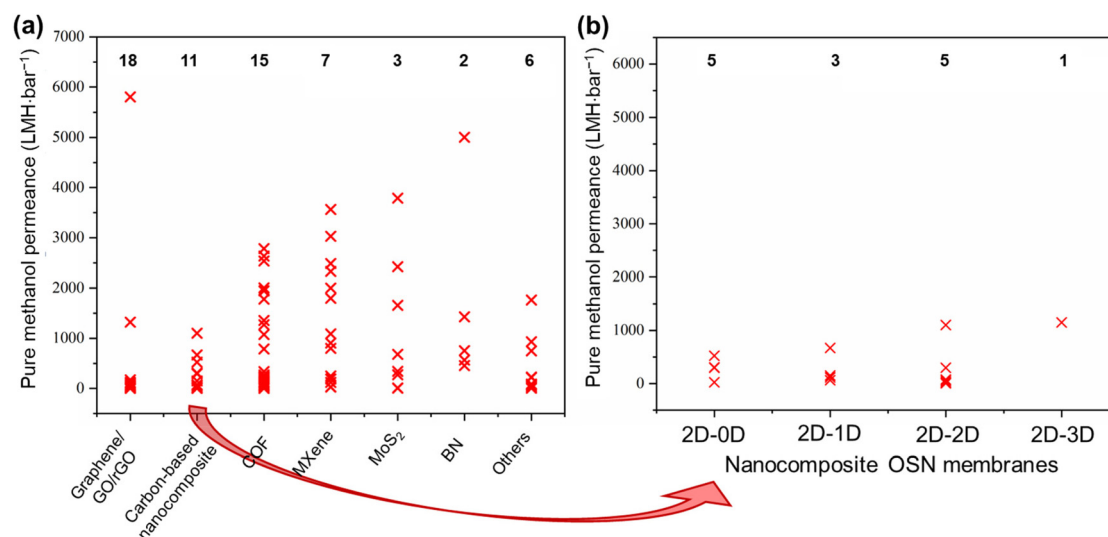 (a)
Pure methanol permeance (LMH·bar⁻¹)
7000
6000
5000
4000
3000
2000
1000
0
18 11 15 7 3 2 6
Graphene/
GO/rGO
Carbon-based
nanocomposite
COF
MXene
MoS₂
BN
Others
(b)
Pure methanol permeance (LMH·bar⁻¹)
6000
5000
4000
3000
2000
1000
0
5 3 5 1
2D-0D 2D-1D 2D-2D 2D-3D
Nanocomposite OSN membranes